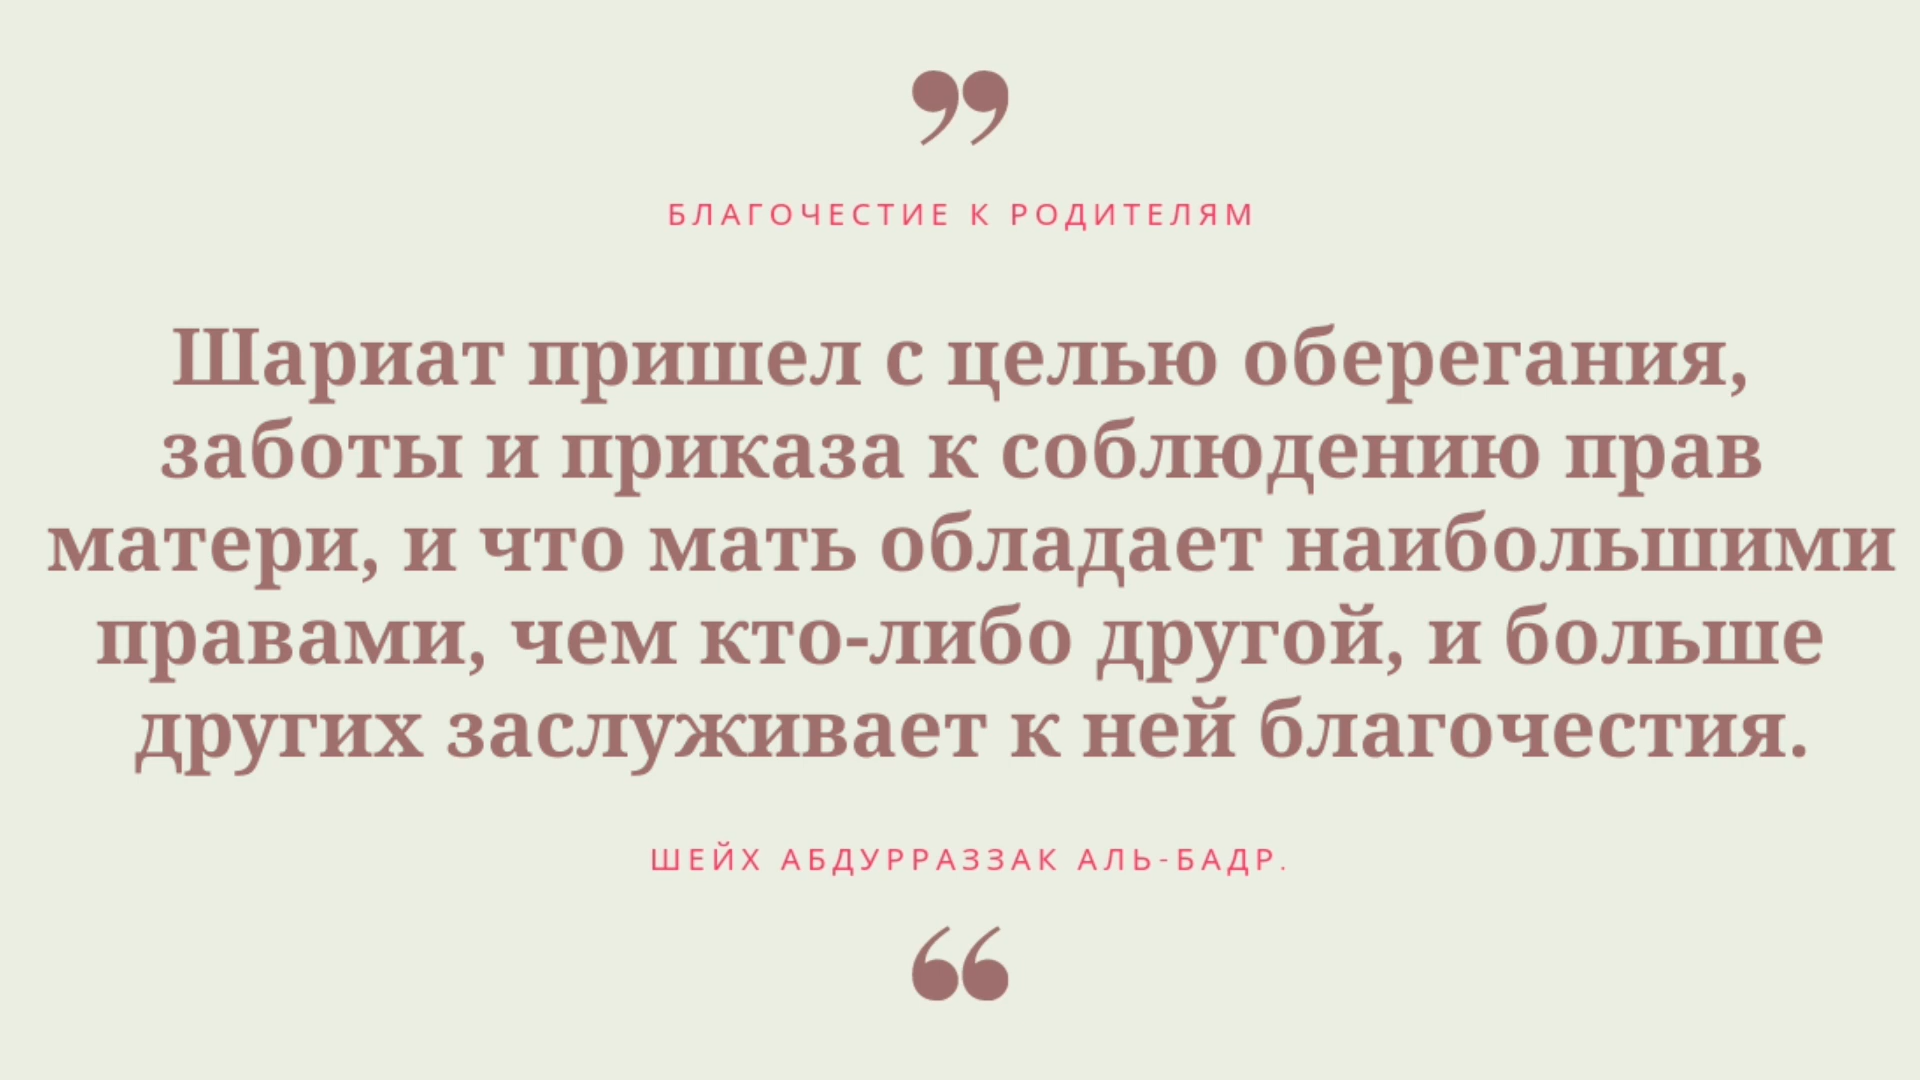 ”
БЛАГОЧЕСТИЕ К РОДИТЕЛЯМ
Шариат пришел с целью оберегания,
заботы и приказа к соблюдению прав
матери, и что мать обладает наибольшими
правами, чем кто-либо другой, и больше
других заслуживает к ней благочестия.
ШЕЙХ АБДУРРАЗЗАК АЛЬ-БАДР.
“